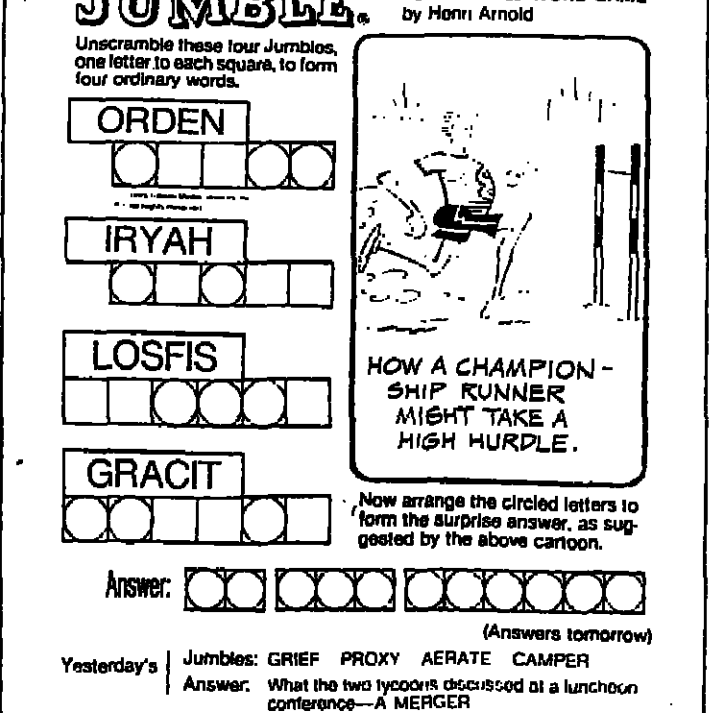 JUMBLE®
by Henri Arnold
Unscramble these four Jumbles,
one letter to each square, to form
four ordinary words.
ORDEN
IRYAH
LOSFIS
GRACIT
HOW A CHAMPION-
SHIP RUNNER
MIGHT TAKE A
HIGH HURDLE.
Now arrange the circled letters to
form the surprise answer, as sug-
gested by the above cartoon.
Answer:
(Answers tomorrow)
Yesterday's
Jumbles: GRIEF PROXY AERATE CAMPER
Answer: What the two tycoons discussed at a luncheon
conference—A MERGER